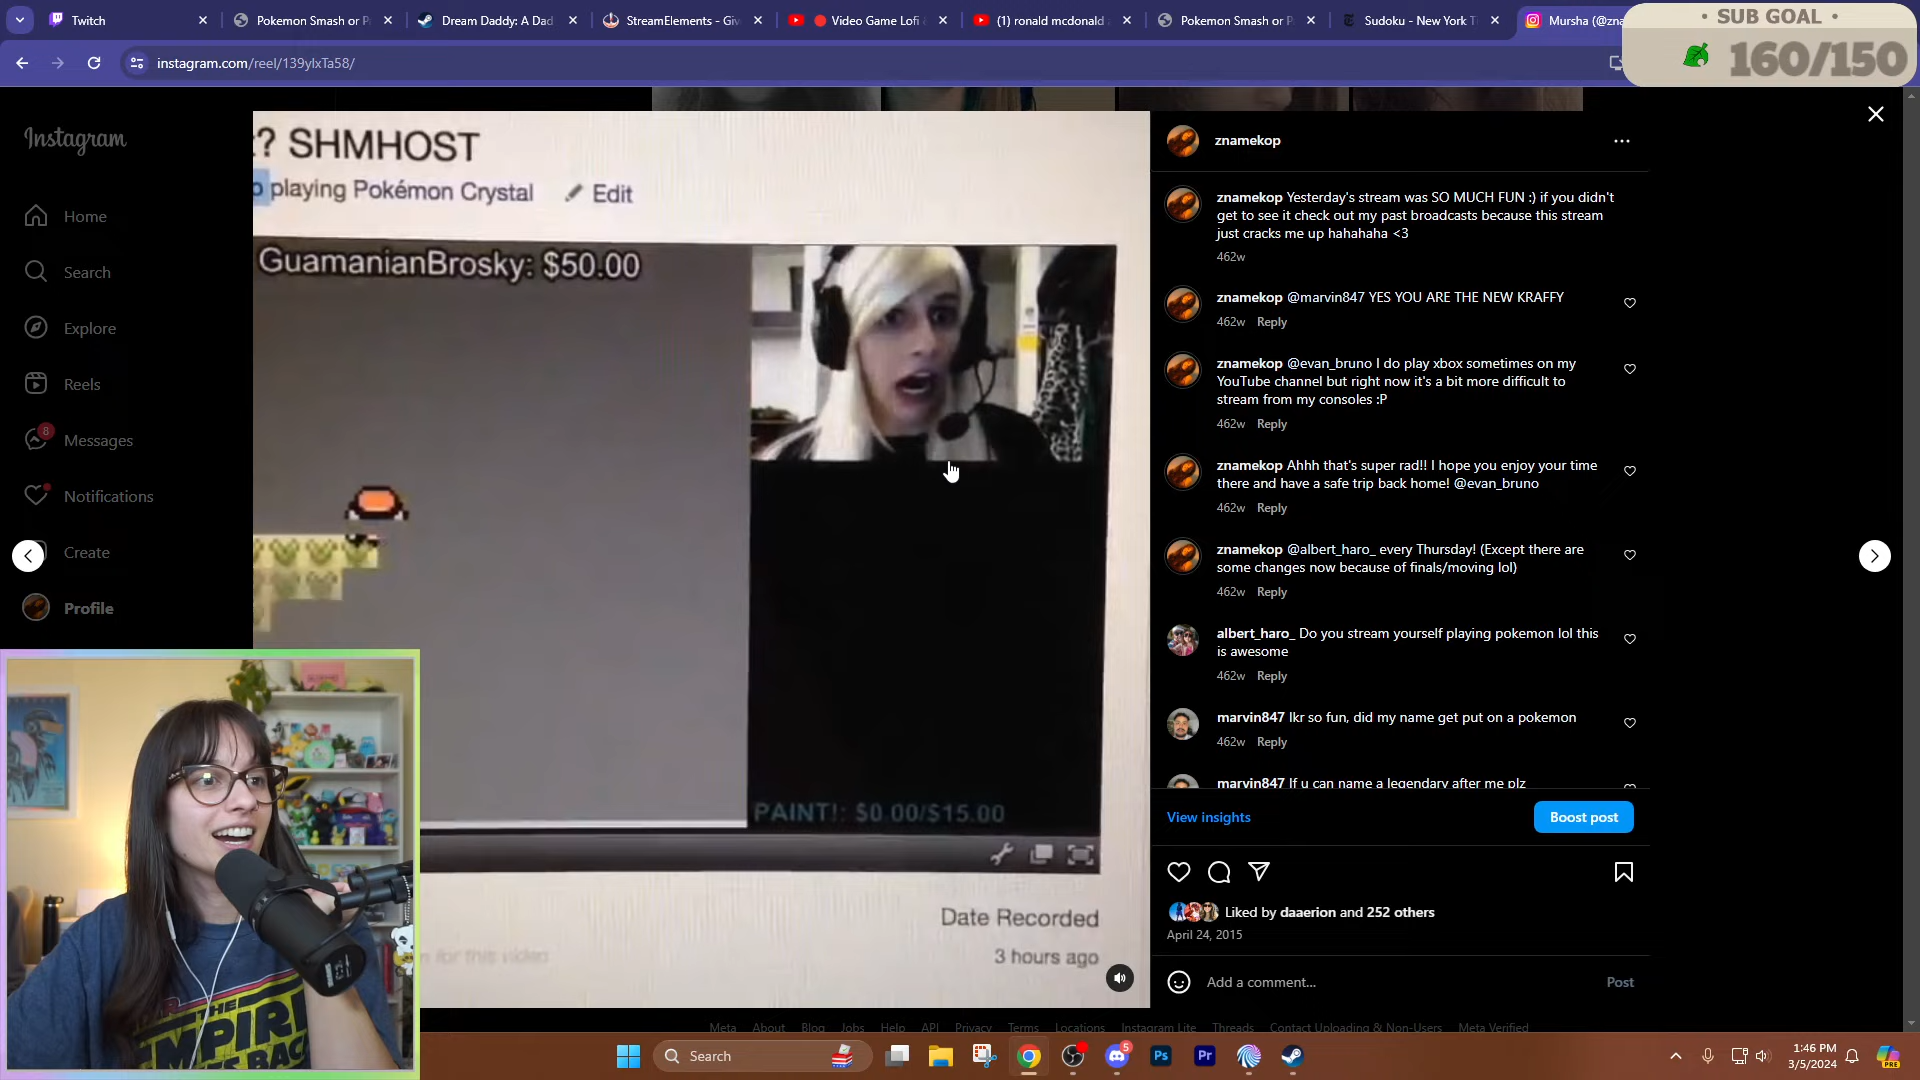 Twitch
Pokemon Smash or P
Dream Daddy: A Dad
StreamElements - Giv
Video Game Lofi
(1) ronald mcdonald
Pokemon Smash or P
Sudoku - New York T
Mursha (@zna
• SUB GOAL •
160/150
instagram.com/reel/139ylxTa58/
Instagram
Home
Search
Explore
Reels
8
Messages
Notifications
Create
Profile
? SHMHOST
playing Pokémon Crystal
Edit
GuamanianBrosky: $50.00
PAINT!: $0.00/$15.00
Date Recorded
for this video
3 hours ago
THE
EMPIRE
BACK
znamekop
znamekop Yesterday's stream was SO MUCH FUN :) if you didn't
get to see it check out my past broadcasts because this stream
just cracks me up hahahaha <3
462w
znamekop @marvin847 YES YOU ARE THE NEW KRAFFY
462w Reply
znamekop @evan_bruno I do play xbox sometimes on my
YouTube channel but right now it's a bit more difficult to
stream from my consoles :P
462w Reply
znamekop Ahhh that's super rad!! I hope you enjoy your time
there and have a safe trip back home! @evan_bruno
462w Reply
znamekop @albert_haro_ every Thursday! (Except there are
some changes now because of finals/moving lol)
462w Reply
albert_haro_ Do you stream yourself playing pokemon lol this
is awesome
462w Reply
marvin847 Ikr so fun, did my name get put on a pokemon
462w Reply
marvin847 If u can name a legendary after me plz
View insights
Boost post
Liked by daaerion and 252 others
April 24, 2015
Add a comment...
Post
Meta About Blog Jobs Help API Privacy Terms Locations Instagram Lite Threads Contact Uploading & Non-Users Meta Verified
Search
5
Ps
Pr
1:46 PM
3/5/2024
PRE